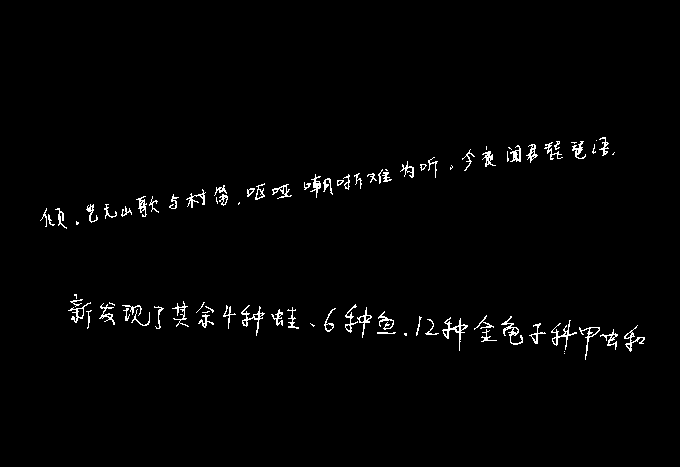 倾。岂无山歌与村笛，呕哑嘲哳难为听。今夜闻君琵琶语，
新发现了其余4种蛙、6种鱼、12种金龟子科甲虫和